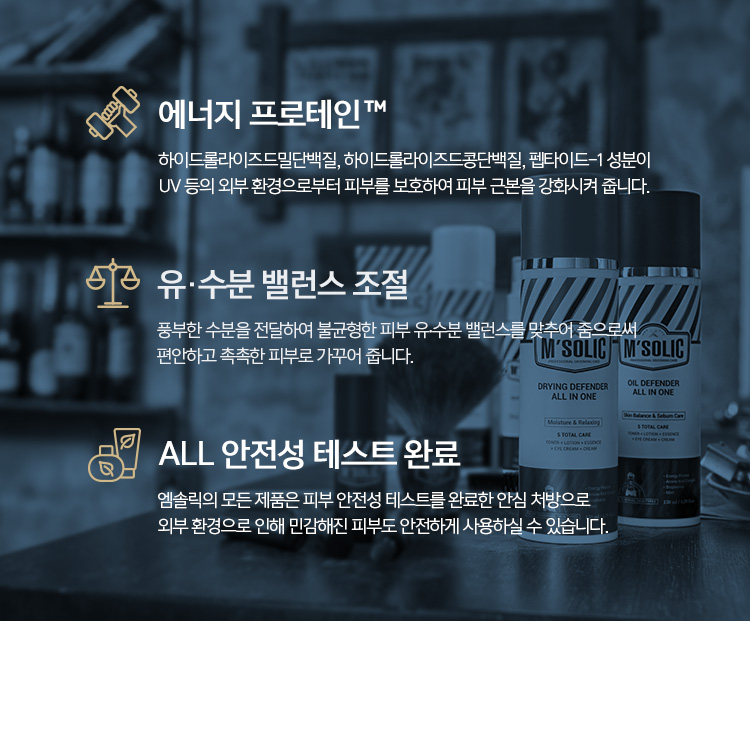 에너지 프로테인™
하이드롤라이즈드밀단백질, 하이드롤라이즈드콩단백질, 펩타이드-1 성분이
UV 등의 외부 환경으로부터 피부를 보호하여 피부 근본을 강화시켜 줍니다.
유·수분 밸런스 조절
풍부한 수분을 전달하여 불균형한 피부 유·수분 밸런스를 맞추어 줌으로써
편안하고 촉촉한 피부로 가꾸어 줍니다.
ALL 안전성 테스트 완료
엠솔릭의 모든 제품은 피부 안전성 테스트를 완료한 안심 처방으로
외부 환경으로 인해 민감해진 피부도 안전하게 사용하실 수 있습니다.
M'SOLIC
DRYING DEFENDER
ALL IN ONE
Moisture & Relaxing
5 TOTAL CARE
TONER + LOTION + ESSENCE
+ EYE CREAM + CREAM
M'SOLIC
OIL DEFENDER
ALL IN ONE
Skin Balance & Sebum Care
5 TOTAL CARE
TONER + LOTION + ESSENCE
+ EYE CREAM + CREAM